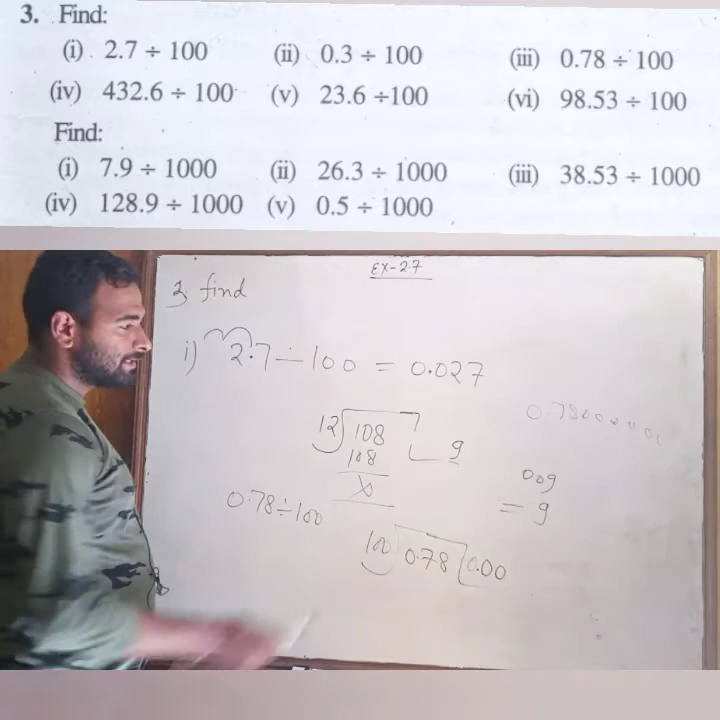 3. Find:
(i) 2.7 ÷ 100 (ii) 0.3 ÷ 100 (iii) 0.78 ÷ 100
(iv) 432.6 ÷ 100 (v) 23.6 ÷100 (vi) 98.53 ÷ 100
Find:
(i) 7.9 ÷ 1000 (ii) 26.3 ÷ 1000 (iii) 38.53 ÷ 1000
(iv) 128.9 ÷ 1000 (v) 0.5 ÷ 1000
EX-2.7
3. find
i) 2.7 ÷ 100 = 0.027
12 108 9
108
0.78 ÷ 100
009
= 9
100 0.78 0.00